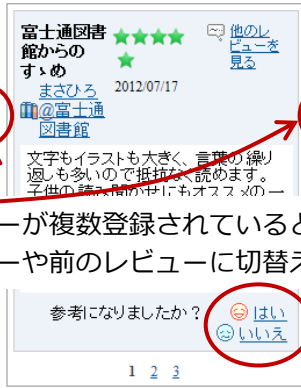 富士通図書
館からの
すゝめ
他のレ
ビューを
見る
まさひろ
@富士通
図書館
2012/07/17
文字もイラストも大きく、言葉の繰り
返しも多いので抵抗なく読めます。
子供の読み聞かせにもオススメの一
ーが複数登録されていると
ーや前のレビューに切替え
参考になりましたか？
はい
いいえ
1 2 3